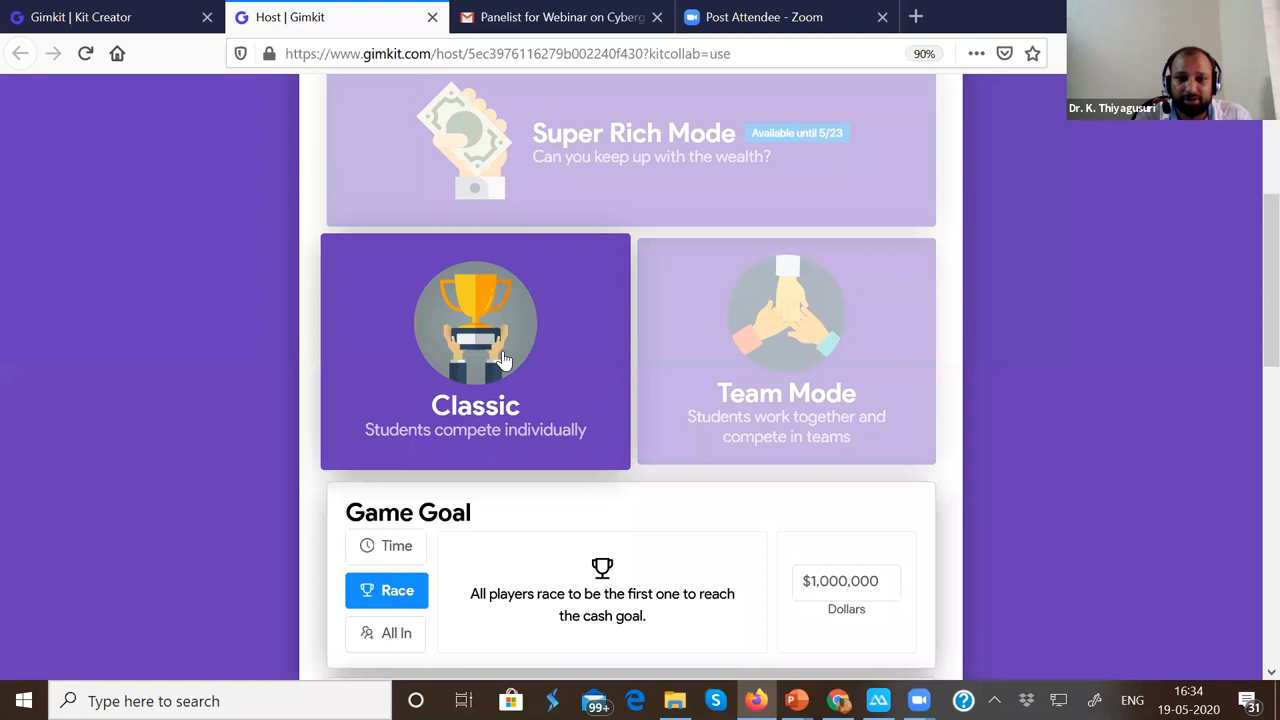 Gimkit | Kit Creator
Host | Gimkit
Panelist for Webinar on Cyberg
Post Attendee - Zoom
https://www.gimkit.com/host/5ec3976116279b002240f430?kitcollab=use
90%
Dr. K. Thiyagusuri
Super Rich Mode
Available until 5/23
Can you keep up with the wealth?
Classic
Students compete individually
Team Mode
Students work together and
compete in teams
Game Goal
Time
Race
All In
All players race to be the first one to reach
the cash goal.
$1,000,000
Dollars
Type here to search
99+
ENG
16:34
19-05-2020
31